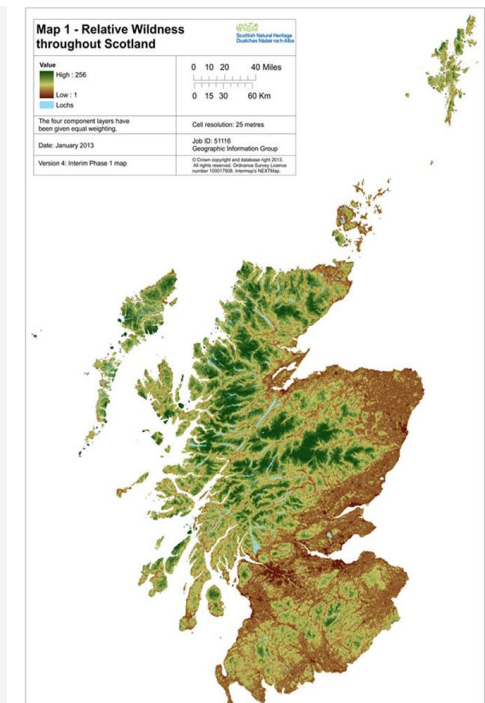 Map 1 - Relative Wildness
throughout Scotland
Scottish Natural Heritage
Dualchas Nàdair na h-Alba
Value
High : 256
Low : 1
Lochs
0 10 20 40 Miles
0 15 30 60 Km
The four component layers have
been given equal weighting.
Cell resolution: 25 metres
Date: January 2013
Job ID: 51116
Geographic Information Group
Version 4: Interim Phase 1 map
© Crown copyright and database right 2013.
All rights reserved. Ordnance Survey Licence
number 100017908. Intermap's NEXTMap.